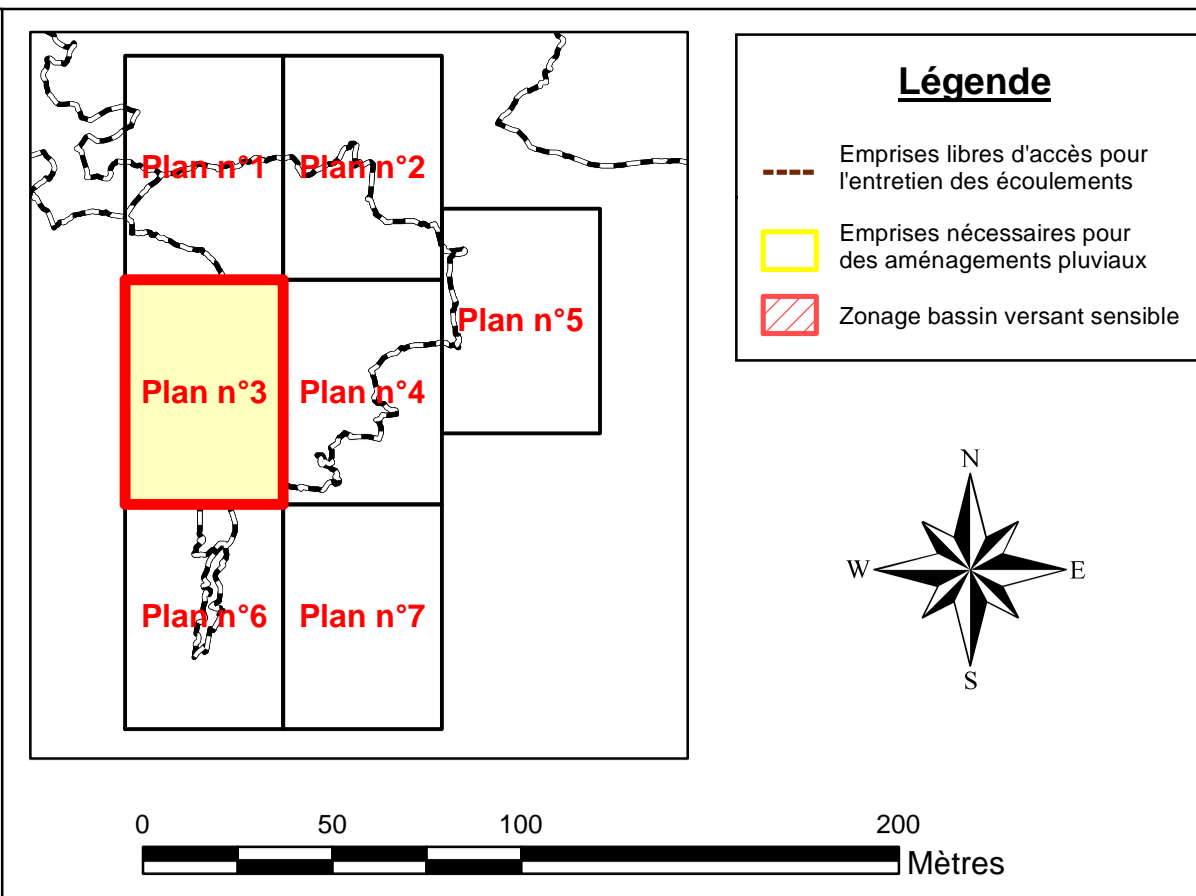 Plan n°1
Plan n°2
Plan n°5
Plan n°3
Plan n°4
Plan n°6
Plan n°7
Légende
Emprises libres d'accès pour
l'entretien des écoulements
Emprises nécessaires pour
des aménagements pluviaux
Zonage bassin versant sensible
N
W
E
S
0 50 100 200
Mètres